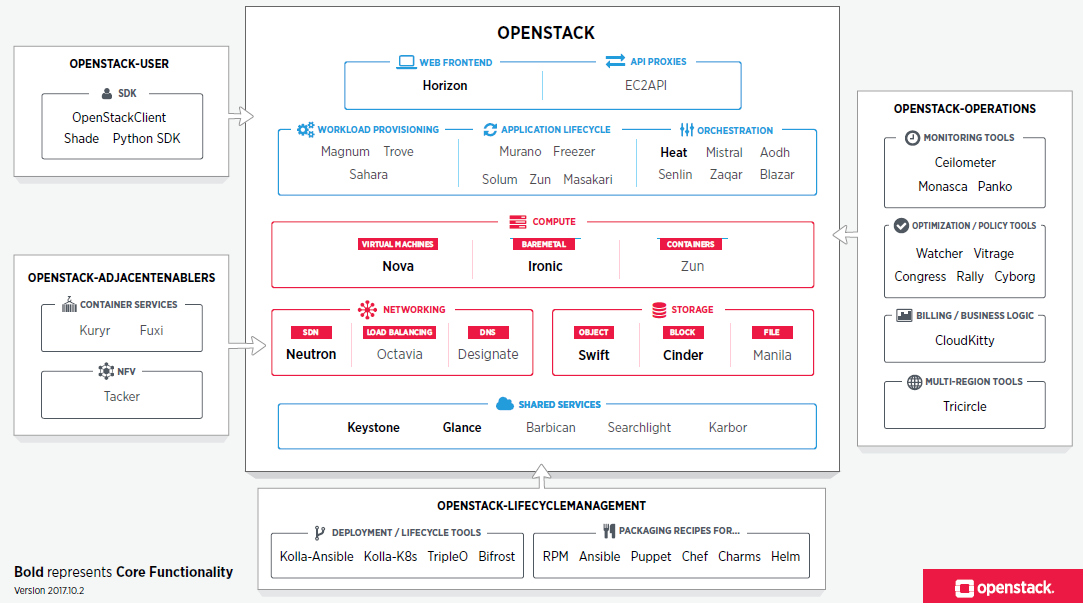 OPENSTACK
WEB FRONTEND
Horizon
API PROXIES
EC2API
WORKLOAD PROVISIONING
Magnum Trove
Sahara
APPLICATION LIFECYCLE
Murano Freezer
Solum Zun Masakari
ORCHESTRATION
Heat Mistral Aodh
Senlin Zaqar Blazar
COMPUTE
VIRTUAL MACHINES
Nova
BAREMETAL
Ironic
CONTAINERS
Zun
NETWORKING
SDN
Neutron
LOAD BALANCING
Octavia
DNS
Designate
STORAGE
OBJECT
Swift
BLOCK
Cinder
FILE
Manila
SHARED SERVICES
Keystone Glance Barbican Searchlight Karbor
OPENSTACK-USER
SDK
OpenStackClient
Shade Python SDK
OPENSTACK-ADJACENTENABLERS
CONTAINER SERVICES
Kuryr Fuxi
NFV
Tacker
OPENSTACK-OPERATIONS
MONITORING TOOLS
Ceilometer
Monasca Panko
OPTIMIZATION / POLICY TOOLS
Watcher Vitrage
Congress Rally Cyborg
BILLING / BUSINESS LOGIC
CloudKitty
MULTI-REGION TOOLS
Tricircle
OPENSTACK-LIFECYCLEMANAGEMENT
DEPLOYMENT / LIFECYCLE TOOLS
Kolla-Ansible Kolla-K8s TripleO Bifrost
PACKAGING RECIPES FOR...
RPM Ansible Puppet Chef Charms Helm
Bold represents Core Functionality
Version 2017.10.2
openstack.